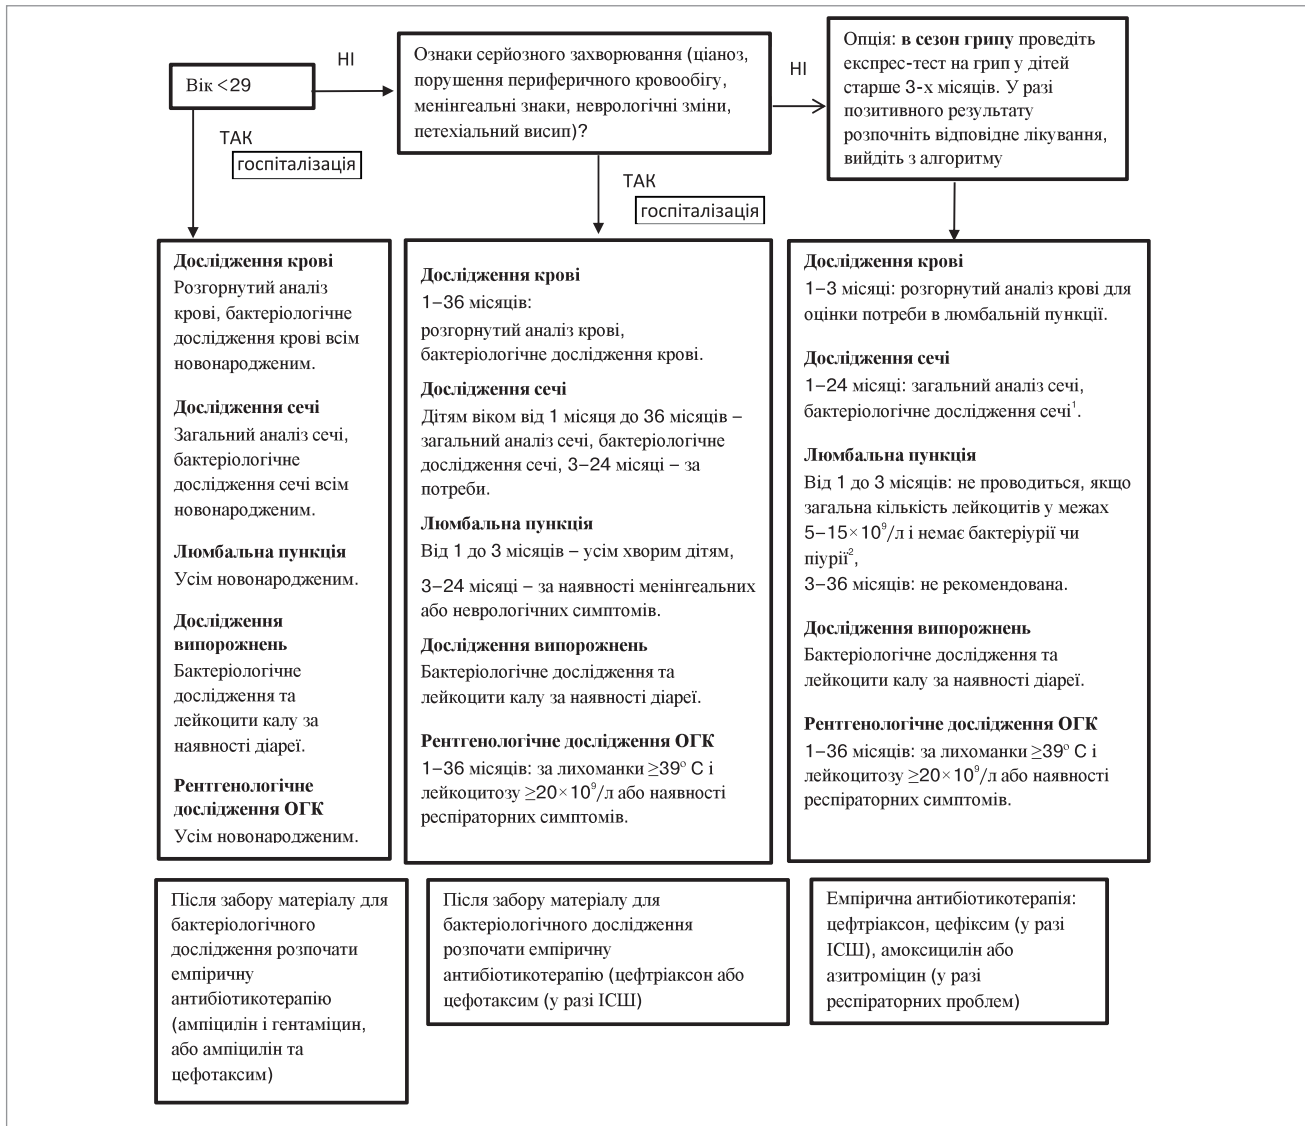 Вік <29
НІ
Ознаки серйозного захворювання (ціаноз,
порушення периферичного кровообігу,
менінгеальні знаки, неврологічні зміни,
петехіальний висип)?
НІ
Опція: в сезон грипу проведіть
експрес-тест на грип у дітей
старше 3-х місяців. У разі
позитивного результату
розпочніть відповідне лікування,
вийдіть з алгоритму
ТАК
госпіталізація
ТАК
госпіталізація
Дослідження крові
Розгорнутий аналіз
крові, бактеріологічне
дослідження крові всім
новонародженим.
Дослідження сечі
Загальний аналіз сечі,
бактеріологічне
дослідження сечі всім
новонародженим.
Люмбальна пункція
Усім новонародженим.
Дослідження
випорожнень
Бактеріологічне
дослідження та
лейкоцити калу за
наявності діареї.
Рентгенологічне
дослідження ОГК
Усім новонародженим.
Дослідження крові
1–36 місяців:
розгорнутий аналіз крові,
бактеріологічне дослідження крові.
Дослідження сечі
Дітям віком від 1 місяця до 36 місяців –
загальний аналіз сечі, бактеріологічне
дослідження сечі, 3–24 місяці – за
потреби.
Люмбальна пункція
Від 1 до 3 місяців – усім хворим дітям,
3–24 місяці – за наявності менінгеальних
або неврологічних симптомів.
Дослідження випорожнень
Бактеріологічне дослідження та
лейкоцити калу за наявності діареї.
Рентгенологічне дослідження ОГК
1–36 місяців: за лихоманки ≥39º С і
лейкоцитозу ≥20×10⁹/л або наявності
респіраторних симптомів.
Дослідження крові
1–3 місяці: розгорнутий аналіз крові для
оцінки потреби в люмбальній пункції.
Дослідження сечі
1–24 місяці: загальний аналіз сечі,
бактеріологічне дослідження сечі¹.
Люмбальна пункція
Від 1 до 3 місяців: не проводиться, якщо
загальна кількість лейкоцитів у межах
5–15×10⁹/л і немає бактеріурії чи
піурії²,
3–36 місяців: не рекомендована.
Дослідження випорожнень
Бактеріологічне дослідження та
лейкоцити калу за наявності діареї.
Рентгенологічне дослідження ОГК
1–36 місяців: за лихоманки ≥39º С і
лейкоцитозу ≥20×10⁹/л або наявності
респіраторних симптомів.
Після забору матеріалу для
бактеріологічного
дослідження розпочати
емпіричну
антибіотикотерапію
(ампіцилін і гентаміцин,
або ампіцилін та
цефотаксим)
Після забору матеріалу для
бактеріологічного дослідження
розпочати емпіричну
антибіотикотерапію (цефтріаксон або
цефотаксим (у разі ІСШ)
Емпірична антибіотикотерапія:
цефтріаксон, цефіксим (у разі
ІСШ), амоксицилін або
азитроміцин (у разі
респіраторних проблем)